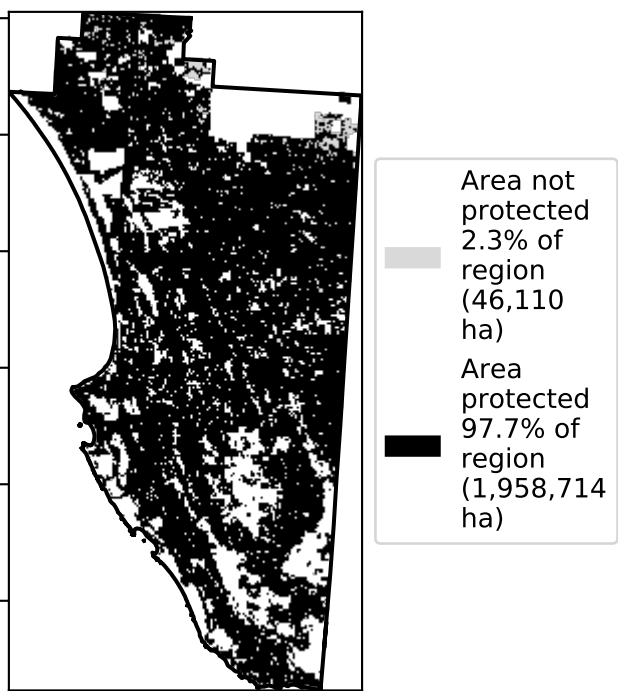 Area not
protected
2.3% of
region
(46,110
ha)
Area
protected
97.7% of
region
(1,958,714
ha)